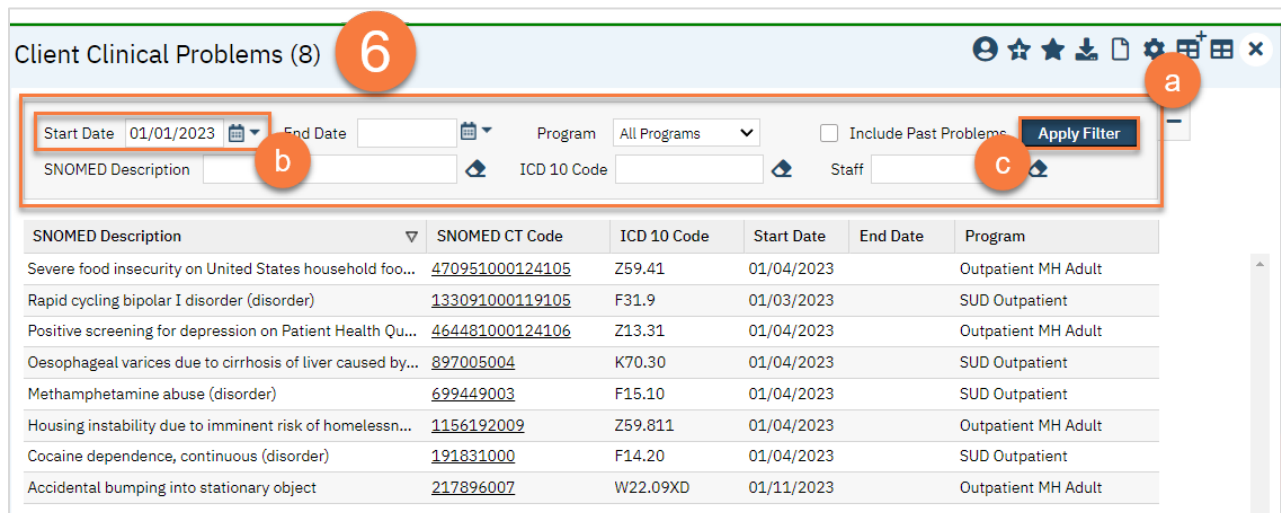 Client Clinical Problems (8) 6
a
Start Date 01/01/2023 End Date Program All Programs Include Past Problems Apply Filter
b
SNOMED Description ICD 10 Code Staff c
SNOMED Description SNOMED CT Code ICD 10 Code Start Date End Date Program
Severe food insecurity on United States household foo... 470951000124105 Z59.41 01/04/2023 Outpatient MH Adult
Rapid cycling bipolar I disorder (disorder) 133091000119105 F31.9 01/03/2023 SUD Outpatient
Positive screening for depression on Patient Health Qu... 464481000124106 Z13.31 01/04/2023 Outpatient MH Adult
Oesophageal varices due to cirrhosis of liver caused by... 897005004 K70.30 01/04/2023 SUD Outpatient
Methamphetamine abuse (disorder) 699449003 F15.10 01/04/2023 SUD Outpatient
Housing instability due to imminent risk of homelessn... 1156192009 Z59.811 01/04/2023 Outpatient MH Adult
Cocaine dependence, continuous (disorder) 191831000 F14.20 01/04/2023 SUD Outpatient
Accidental bumping into stationary object 217896007 W22.09XD 01/11/2023 Outpatient MH Adult